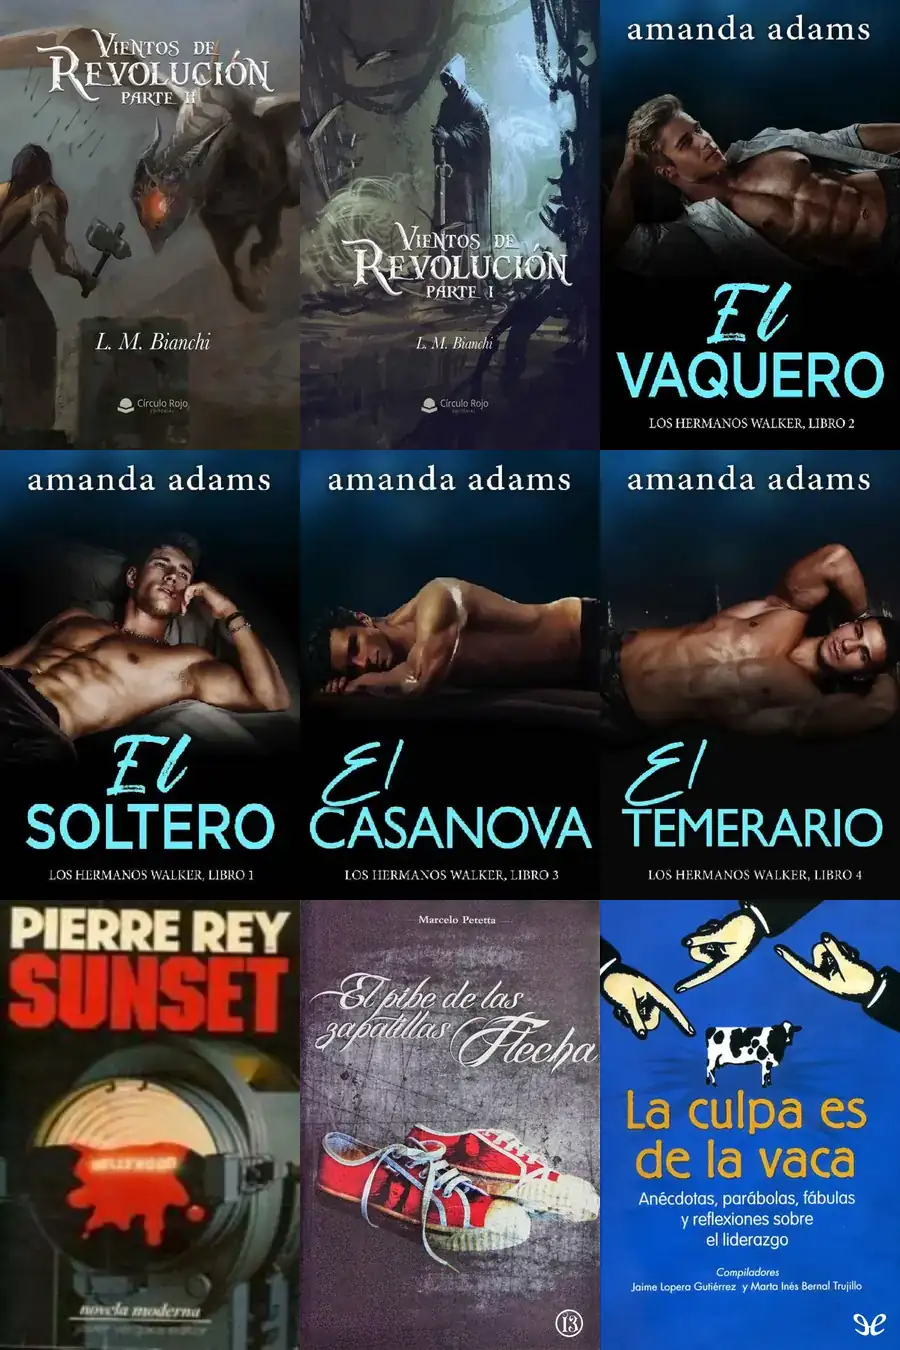 VIENTOS DE
REVOLUCIÓN
PARTE II
L. M. Bianchi
Círculo Rojo
EDITORIAL
VIENTOS DE
REVOLUCIÓN
PARTE I
L. M. Bianchi
Círculo Rojo
EDITORIAL
amanda adams
El
VAQUERO
LOS HERMANOS WALKER, LIBRO 2
amanda adams
El
SOLTERO
LOS HERMANOS WALKER, LIBRO 1
amanda adams
El
CASANOVA
LOS HERMANOS WALKER, LIBRO 3
amanda adams
El
TEMERARIO
LOS HERMANOS WALKER, LIBRO 4
PIERRE REY
SUNSET
HOLLYWOOD
novela moderna
Marcelo Petetta
El pibe de las
zapatillas Flecha
13
La culpa es
de la vaca
Anécdotas, parábolas, fábulas
y reflexiones sobre
el liderazgo
Compiladores
Jaime Lopera Gutiérrez y Marta Inés Bernal Trujillo